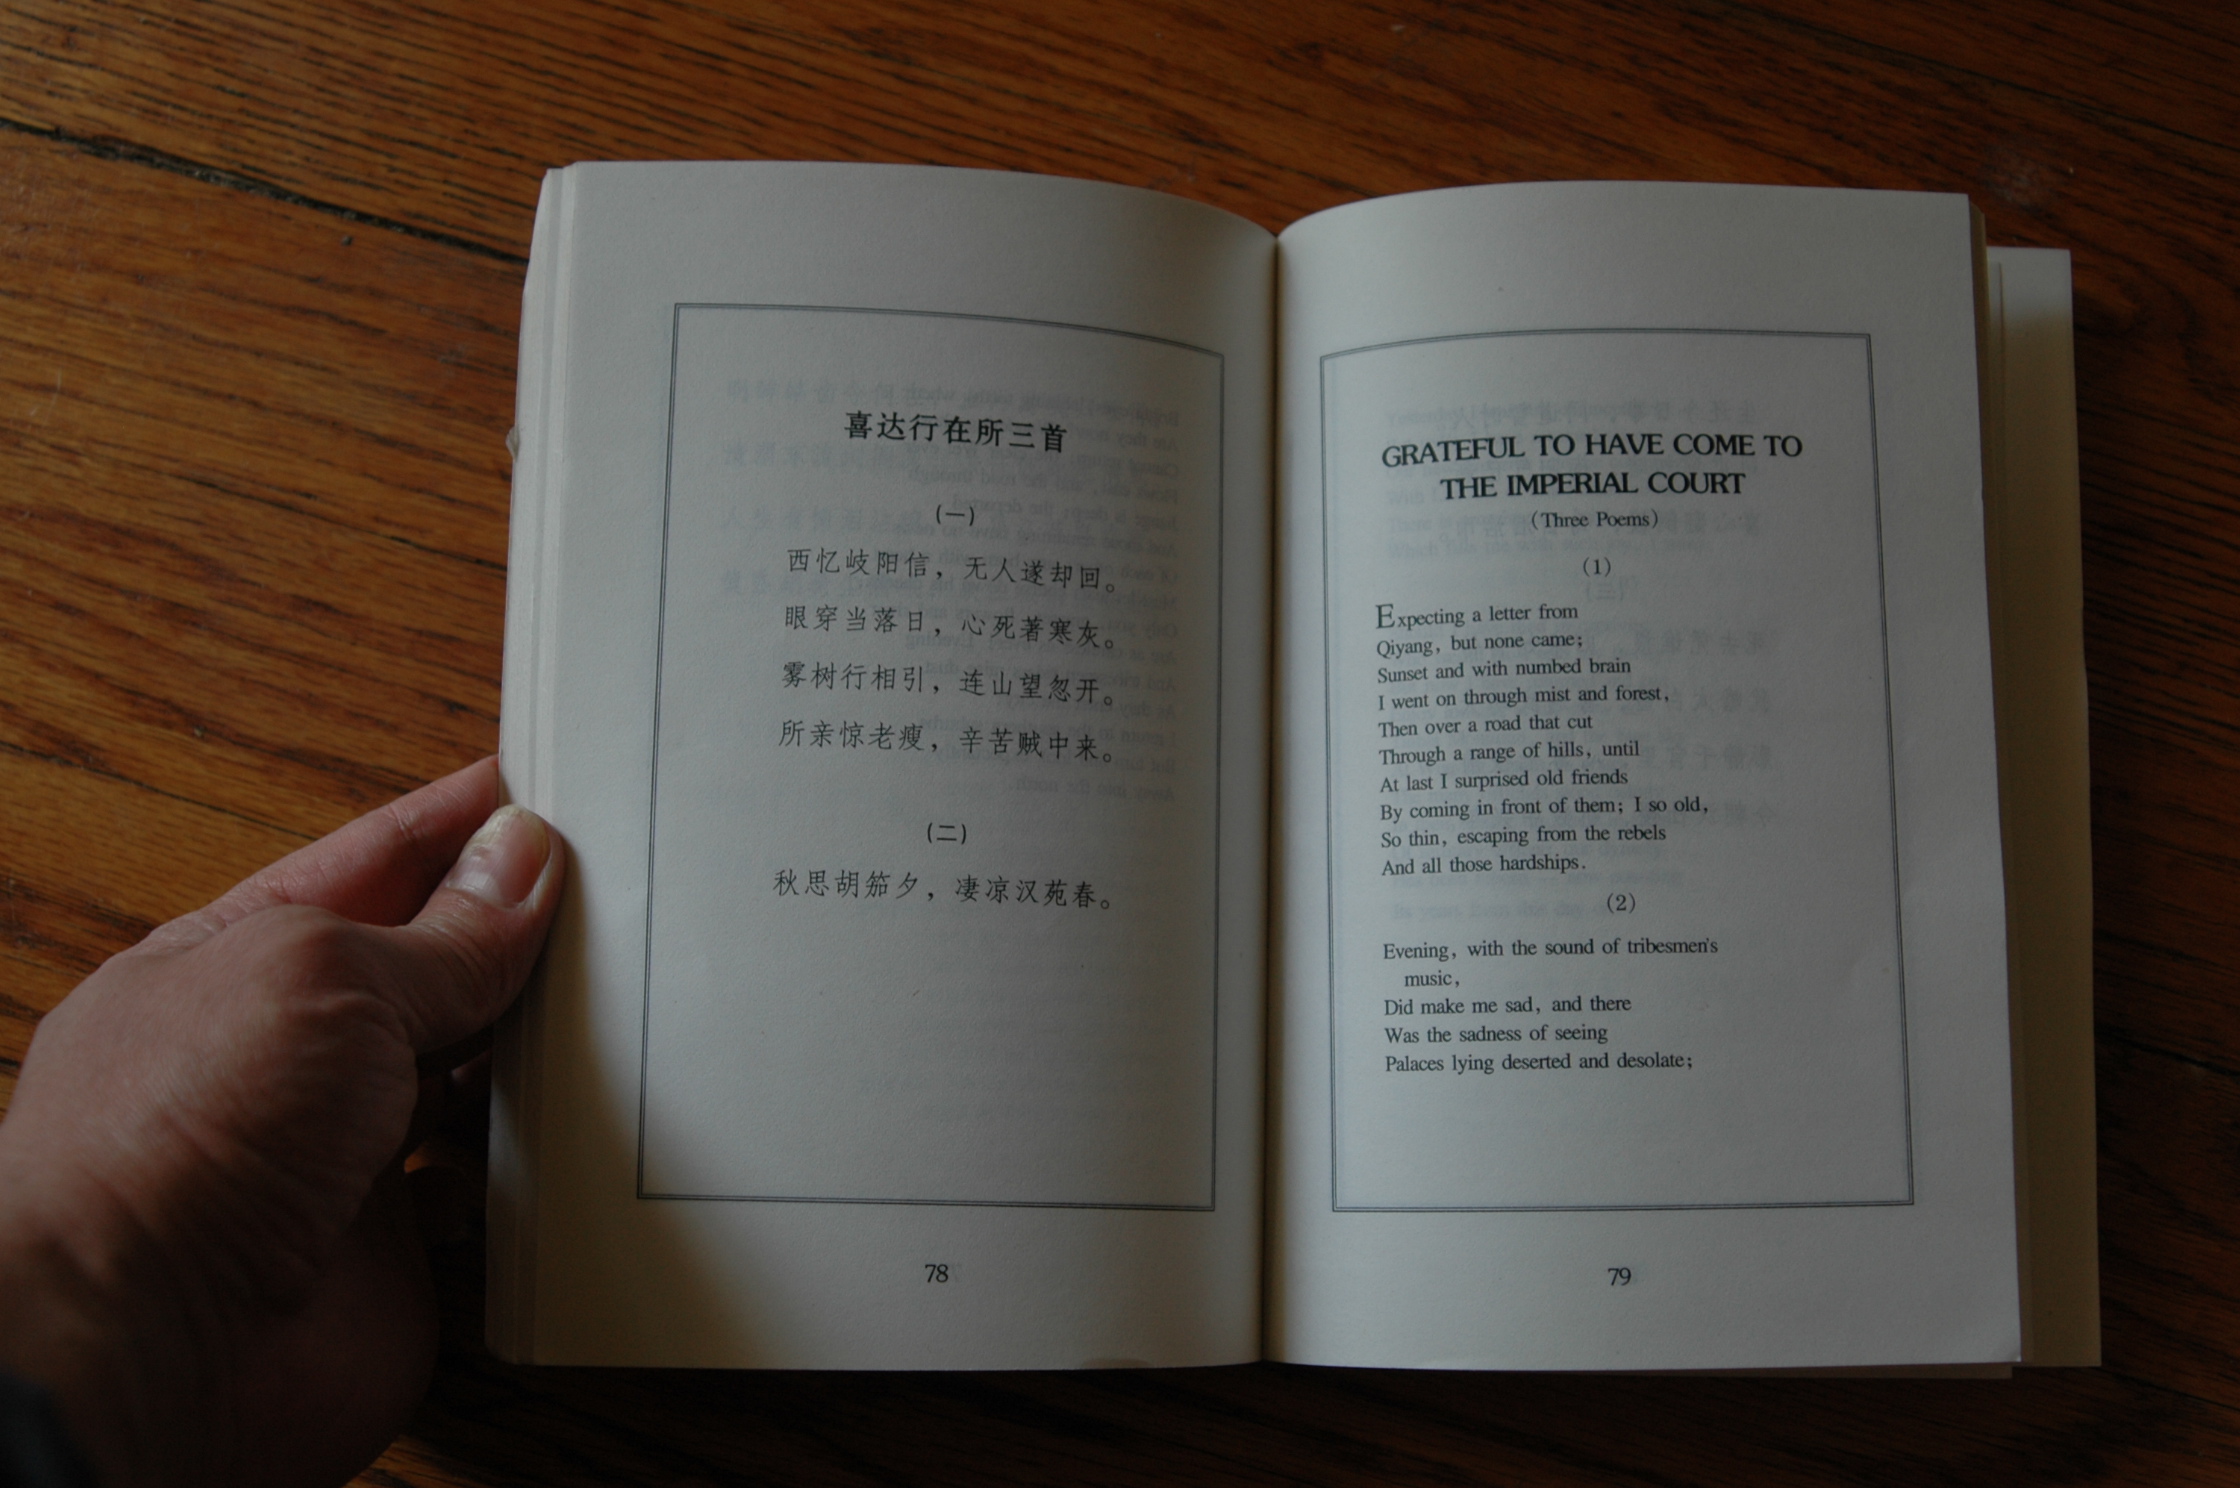 喜达行在所三首
(一)
西忆岐阳信，无人遂却回。
眼穿当落日，心死著寒灰。
雾树行相引，连山望忽开。
所亲惊老瘦，辛苦贼中来。
(二)
秋思胡笳夕，凄凉汉苑春。
78
GRATEFUL TO HAVE COME TO
THE IMPERIAL COURT
(Three Poems)
(1)
Expecting a letter from
Qiyang, but none came;
Sunset and with numbed brain
I went on through mist and forest,
Then over a road that cut
Through a range of hills, until
At last I surprised old friends
By coming in front of them; I so old,
So thin, escaping from the rebels
And all those hardships.
(2)
Evening, with the sound of tribesmen's
music,
Did make me sad, and there
Was the sadness of seeing
Palaces lying deserted and desolate;
79